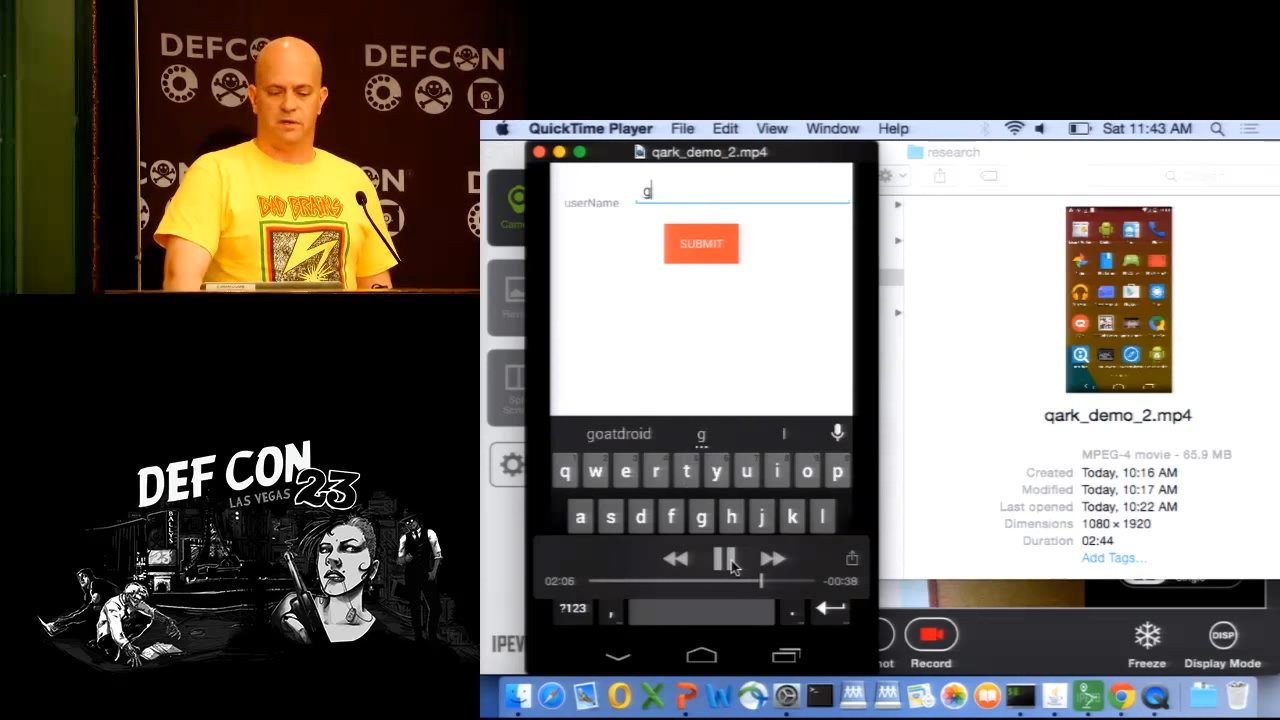 DEFCON
DEFCON
BAD BRAINS
DEF CON 23
LAS VEGAS
BALLY'S
QuickTime Player File Edit View Window Help
Sat 11:43 AM
qark_demo_2.mp4
research
userName
g
SUBMIT
goatdroid g I
q w e r t y u i o p
a s d f g h j k l
02:06
-00:38
?123 , .
qark_demo_2.mp4
MPEG-4 movie - 65.9 MB
Created Today, 10:16 AM
Modified Today, 10:17 AM
Last opened Today, 10:22 AM
Dimensions 1080 × 1920
Duration 02:44
Add Tags...
IPEV
Record
Freeze
DISP
Display Mode